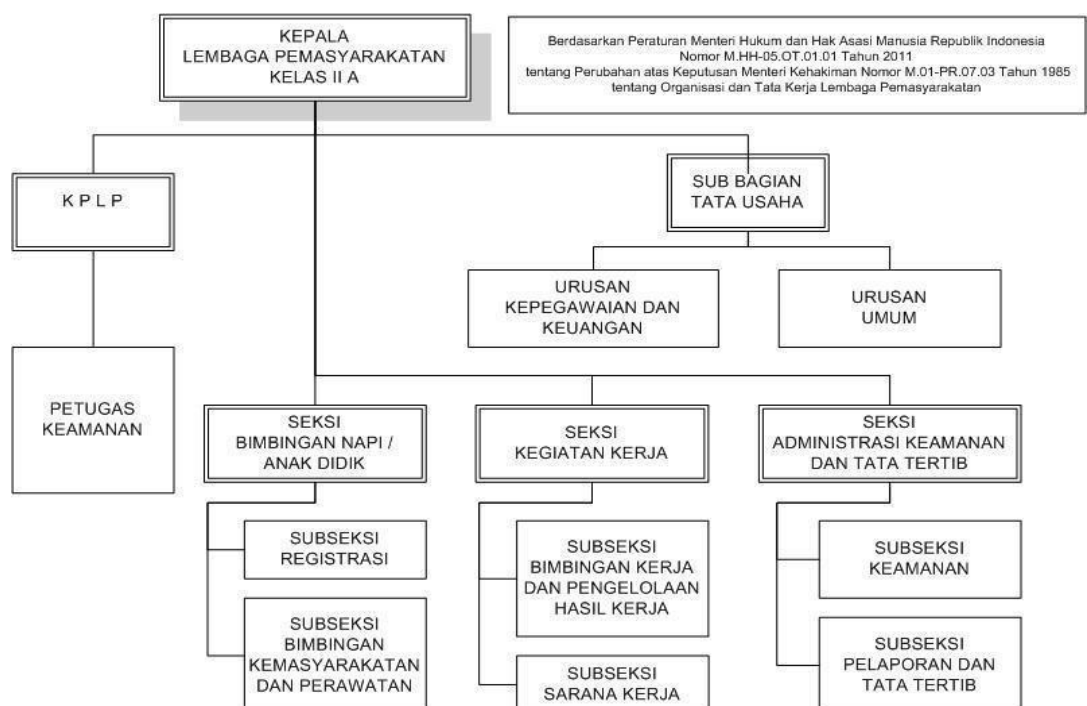 KEPALA
LEMBAGA PEMASYARAKATAN
KELAS II A
Berdasarkan Peraturan Menteri Hukum dan Hak Asasi Manusia Republik Indonesia
Nomor M.HH-05.OT.01.01 Tahun 2011
tentang Perubahan atas Keputusan Menteri Kehakiman Nomor M.01-PR.07.03 Tahun 1985
tentang Organisasi dan Tata Kerja Lembaga Pemasyarakatan
K P L P
SUB BAGIAN
TATA USAHA
URUSAN
KEPEGAWAIAN DAN
KEUANGAN
URUSAN
UMUM
PETUGAS
KEAMANAN
SEKSI
BIMBINGAN NAPI /
ANAK DIDIK
SEKSI
KEGIATAN KERJA
SEKSI
ADMINISTRASI KEAMANAN
DAN TATA TERTIB
SUBSEKSI
REGISTRASI
SUBSEKSI
BIMBINGAN KERJA
DAN PENGELOLAAN
HASIL KERJA
SUBSEKSI
KEAMANAN
SUBSEKSI
BIMBINGAN
KEMASYARAKATAN
DAN PERAWATAN
SUBSEKSI
SARANA KERJA
SUBSEKSI
PELAPORAN DAN
TATA TERTIB